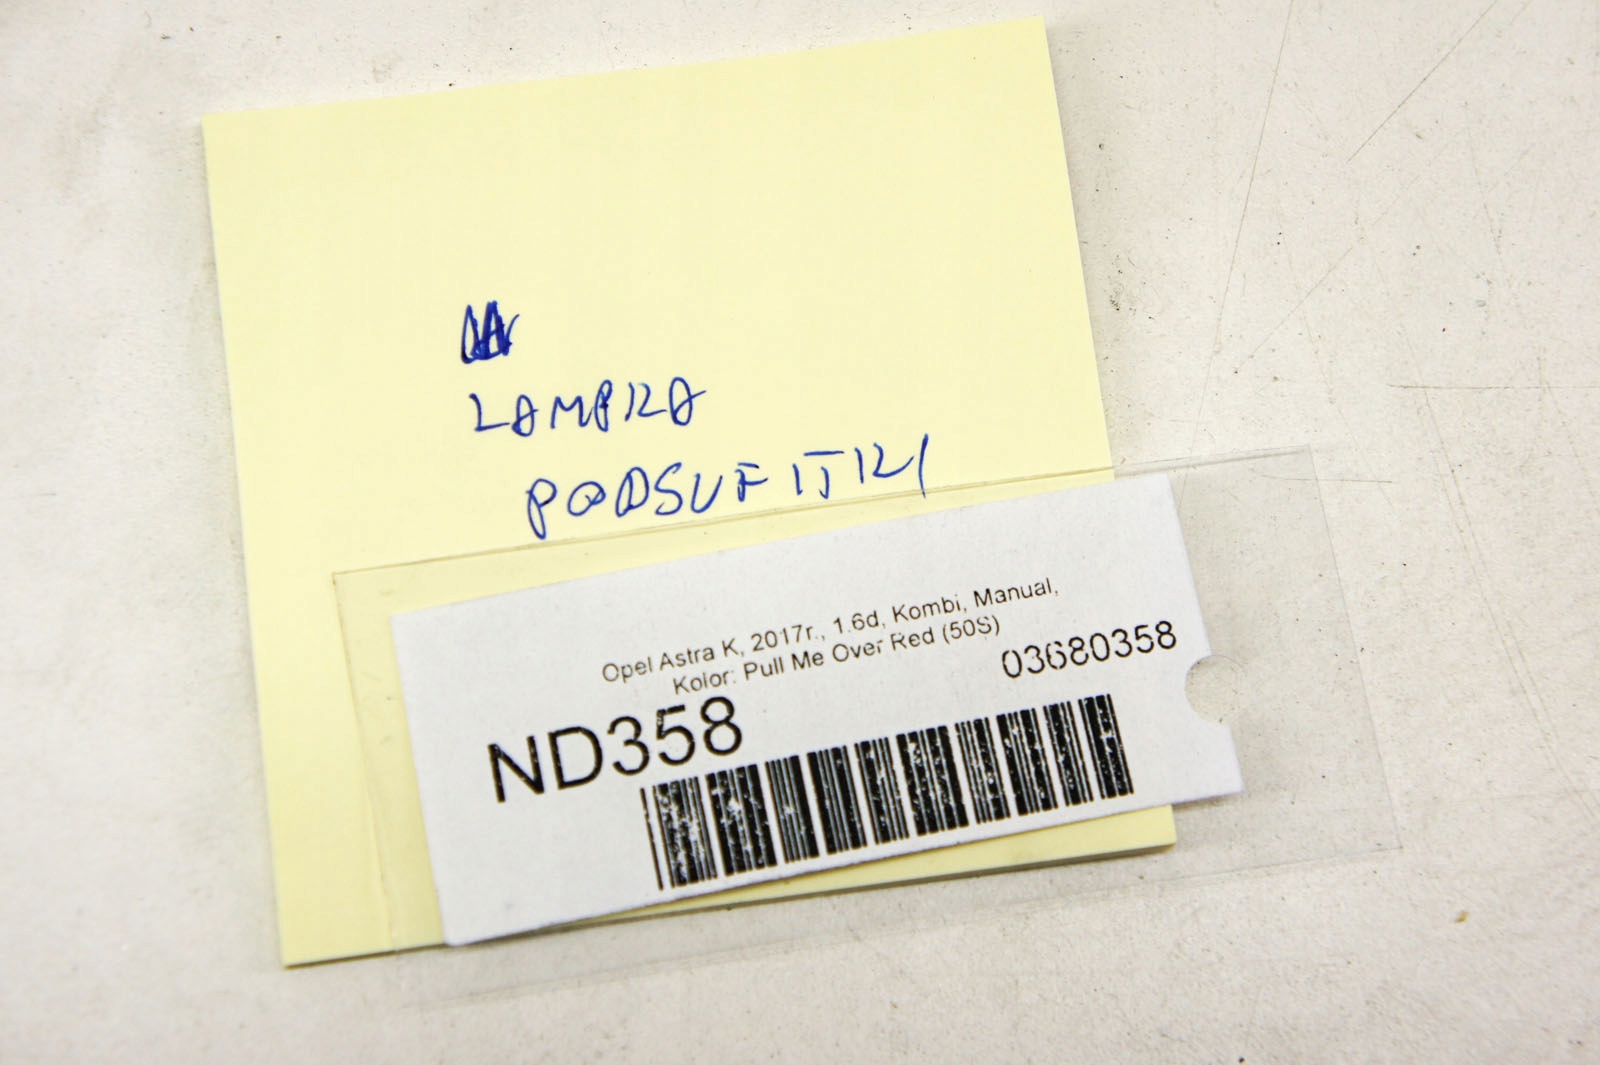 LAMPKA
PODSUFITKI
Opel Astra K, 2017r., 1.6d, Kombi, Manual,
Kolor: Pull Me Over Red (50S)
03680358
ND358